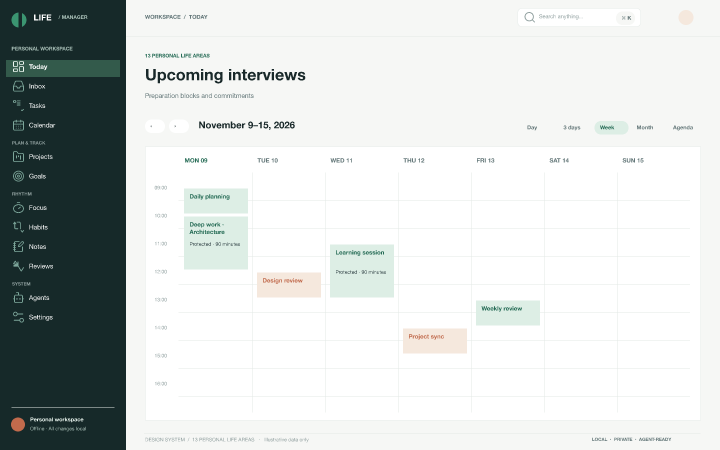 LIFE / MANAGER
PERSONAL WORKSPACE
Today
Inbox
Tasks
Calendar
PLAN & TRACK
Projects
Goals
RHYTHM
Focus
Habits
Notes
Reviews
SYSTEM
Agents
Settings
Personal workspace
Offline · All changes local
WORKSPACE / TODAY
Search anything...
⌘ K
13 PERSONAL LIFE AREAS
Upcoming interviews
Preparation blocks and commitments
November 9–15, 2026
Day 3 days Week Month Agenda
MON 09 TUE 10 WED 11 THU 12 FRI 13 SAT 14 SUN 15
09:00
10:00
11:00
12:00
13:00
14:00
15:00
16:00
Daily planning
Deep work ·
Architecture
Protected · 90 minutes
Design review
Learning session
Protected · 90 minutes
Project sync
Weekly review
DESIGN SYSTEM / 13 PERSONAL LIFE AREAS · Illustrative data only
LOCAL · PRIVATE · AGENT-READY